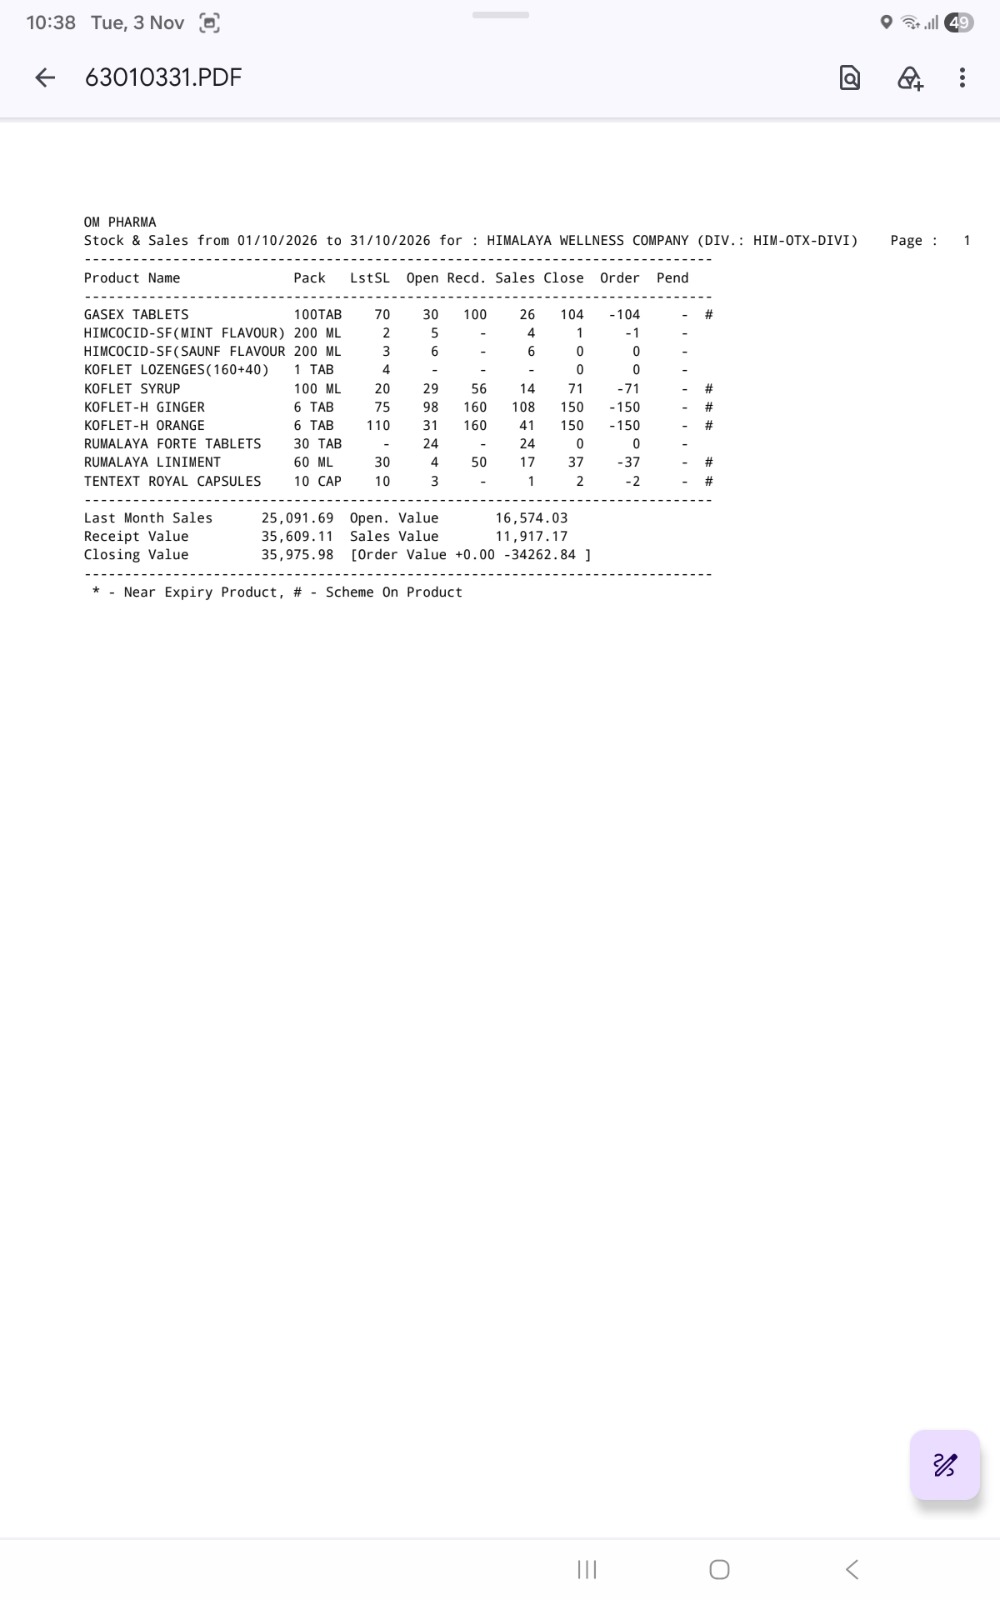 10:38 Tue, 3 Nov 49
63010331.PDF
OM PHARMA
Stock & Sales from 01/10/2026 to 31/10/2026 for : HIMALAYA WELLNESS COMPANY (DIV.: HIM-OTX-DIVI) Page : 1
------------------------------------------------------------------------------
Product Name Pack LstSL Open Recd. Sales Close Order Pend
------------------------------------------------------------------------------
GASEX TABLETS 100TAB 70 30 100 26 104 -104 - #
HIMCOCID-SF(MINT FLAVOUR) 200 ML 2 5 - 4 1 -1 -
HIMCOCID-SF(SAUNF FLAVOUR 200 ML 3 6 - 6 0 0 -
KOFLET LOZENGES(160+40) 1 TAB 4 - - - 0 0 -
KOFLET SYRUP 100 ML 20 29 56 14 71 -71 - #
KOFLET-H GINGER 6 TAB 75 98 160 108 150 -150 - #
KOFLET-H ORANGE 6 TAB 110 31 160 41 150 -150 - #
RUMALAYA FORTE TABLETS 30 TAB - 24 - 24 0 0 -
RUMALAYA LINIMENT 60 ML 30 4 50 17 37 -37 - #
TENTEXT ROYAL CAPSULES 10 CAP 10 3 - 1 2 -2 - #
------------------------------------------------------------------------------
Last Month Sales 25,091.69 Open. Value 16,574.03
Receipt Value 35,609.11 Sales Value 11,917.17
Closing Value 35,975.98 [Order Value +0.00 -34262.84 ]
------------------------------------------------------------------------------
* - Near Expiry Product, # - Scheme On Product